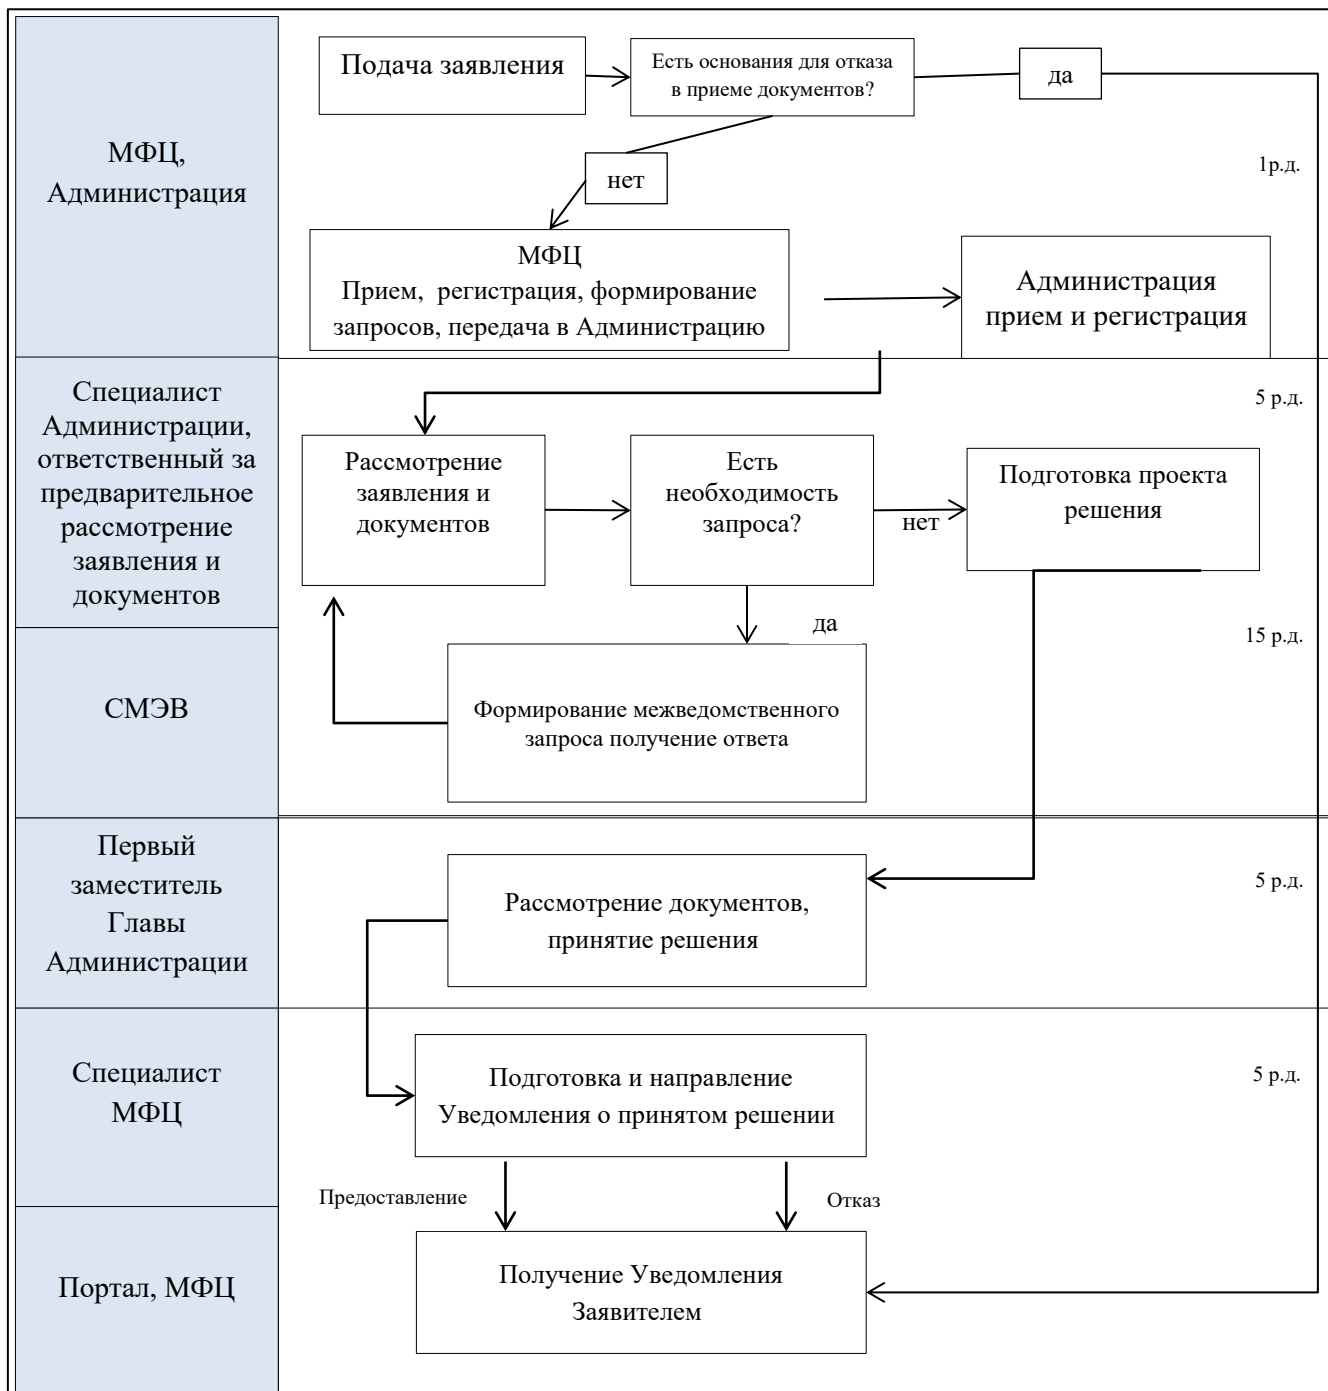 МФЦ,
Администрация
Подача заявления
Есть основания для отказа
в приеме документов?
да
нет
1р.д.
МФЦ
Прием, регистрация, формирование
запросов, передача в Администрацию
Администрация
прием и регистрация
Специалист
Администрации,
ответственный за
предварительное
рассмотрение
заявления и
документов
5 р.д.
Рассмотрение
заявления и
документов
Есть
необходимость
запроса?
нет
Подготовка проекта
решения
да
15 р.д.
СМЭВ
Формирование межведомственного
запроса получение ответа
Первый
заместитель
Главы
Администрации
Рассмотрение документов,
принятие решения
5 р.д.
Специалист
МФЦ
Подготовка и направление
Уведомления о принятом решении
5 р.д.
Предоставление
Отказ
Портал, МФЦ
Получение Уведомления
Заявителем